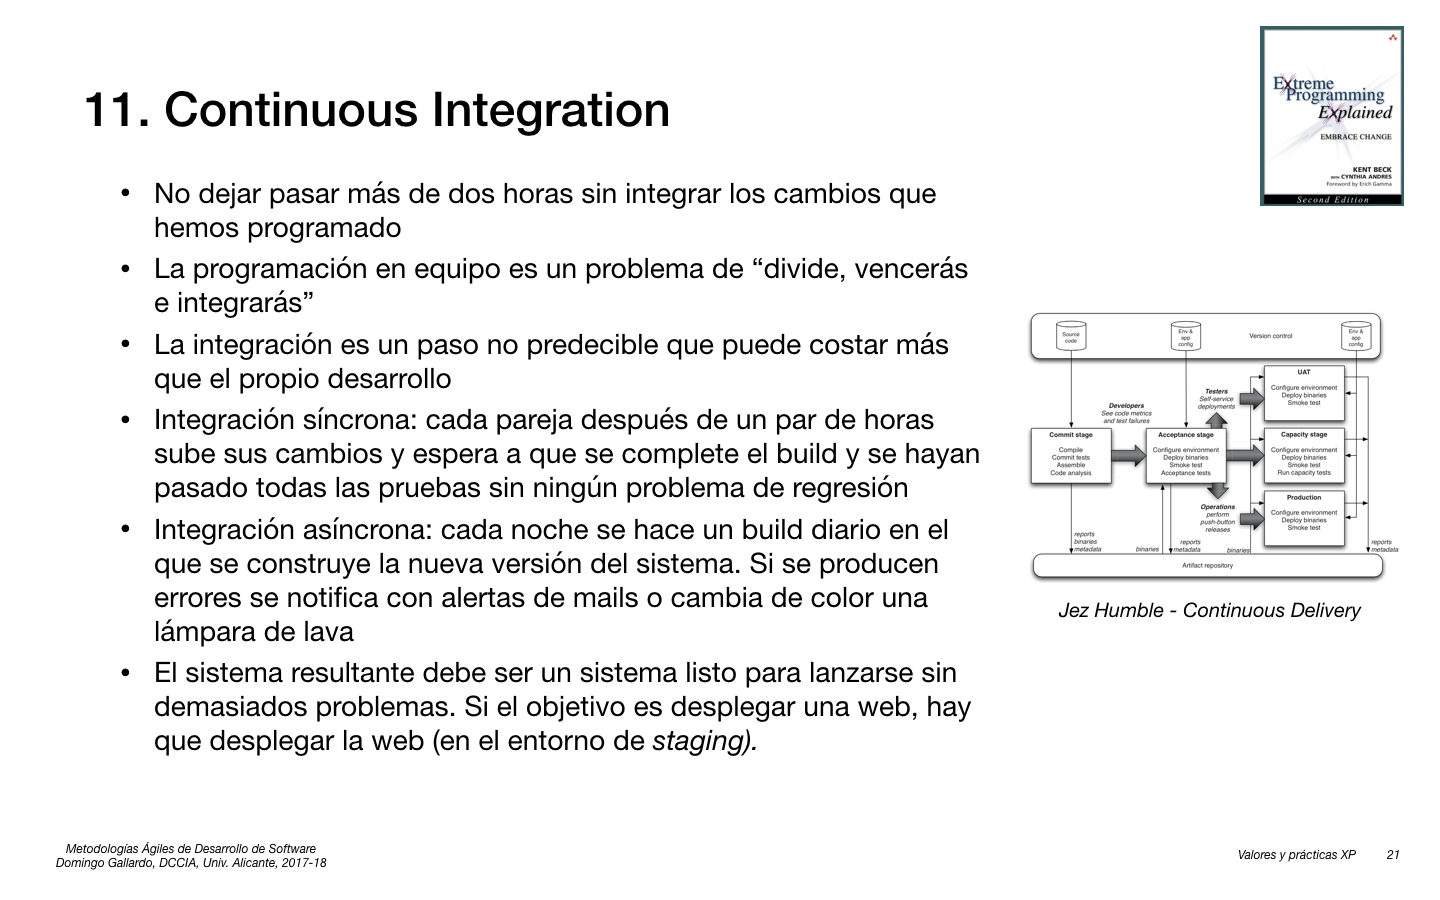 11. Continuous Integration
Extreme
Programming
Explained
EMBRACE CHANGE
KENT BECK
WITH CYNTHIA ANDRES
Foreword by Erich Gamma
Second Edition
• No dejar pasar más de dos horas sin integrar los cambios que
hemos programado
• La programación en equipo es un problema de “divide, vencerás
e integrarás”
• La integración es un paso no predecible que puede costar más
que el propio desarrollo
• Integración síncrona: cada pareja después de un par de horas
sube sus cambios y espera a que se complete el build y se hayan
pasado todas las pruebas sin ningún problema de regresión
• Integración asíncrona: cada noche se hace un build diario en el
que se construye la nueva versión del sistema. Si se producen
errores se notifica con alertas de mails o cambia de color una
lámpara de lava
• El sistema resultante debe ser un sistema listo para lanzarse sin
demasiados problemas. Si el objetivo es desplegar una web, hay
que desplegar la web (en el entorno de staging).
Source
code
Env &
app
config
Version control
Env &
app
config
UAT
Configure environment
Deploy binaries
Smoke test
Testers
Self-service
deployments
Developers
See code metrics
and test failures
Commit stage
Compile
Commit tests
Assemble
Code analysis
Acceptance stage
Configure environment
Deploy binaries
Smoke test
Acceptance tests
Capacity stage
Configure environment
Deploy binaries
Smoke test
Run capacity tests
Operations
perform
push-button
releases
Production
Configure environment
Deploy binaries
Smoke test
reports
binaries
metadata
binaries
reports
metadata
binaries
reports
metadata
Artifact repository
Jez Humble - Continuous Delivery
Metodologías Ágiles de Desarrollo de Software
Domingo Gallardo, DCCIA, Univ. Alicante, 2017-18
Valores y prácticas XP 21